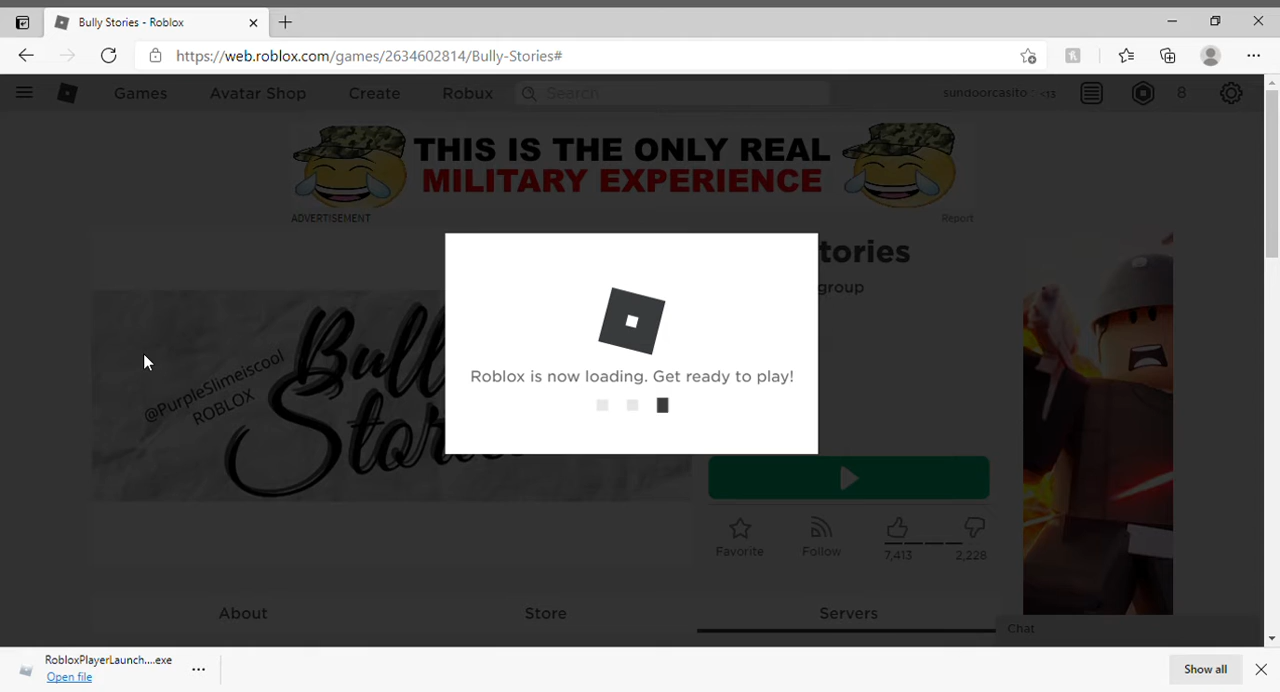 Bully Stories - Roblox
https://web.roblox.com/games/2634602814/Bully-Stories#
Games
Avatar Shop
Create
Robux
Search
sundoorcasito
<13
8
THIS IS THE ONLY REAL
MILITARY EXPERIENCE
ADVERTISEMENT
Report
tories
group
@PurpleSlimeiscool
ROBLOX
Bull
Stor
Roblox is now loading. Get ready to play!
Favorite
Follow
7,413
2,228
About
Store
Servers
Chat
RobloxPlayerLaunch....exe
Open file
Show all